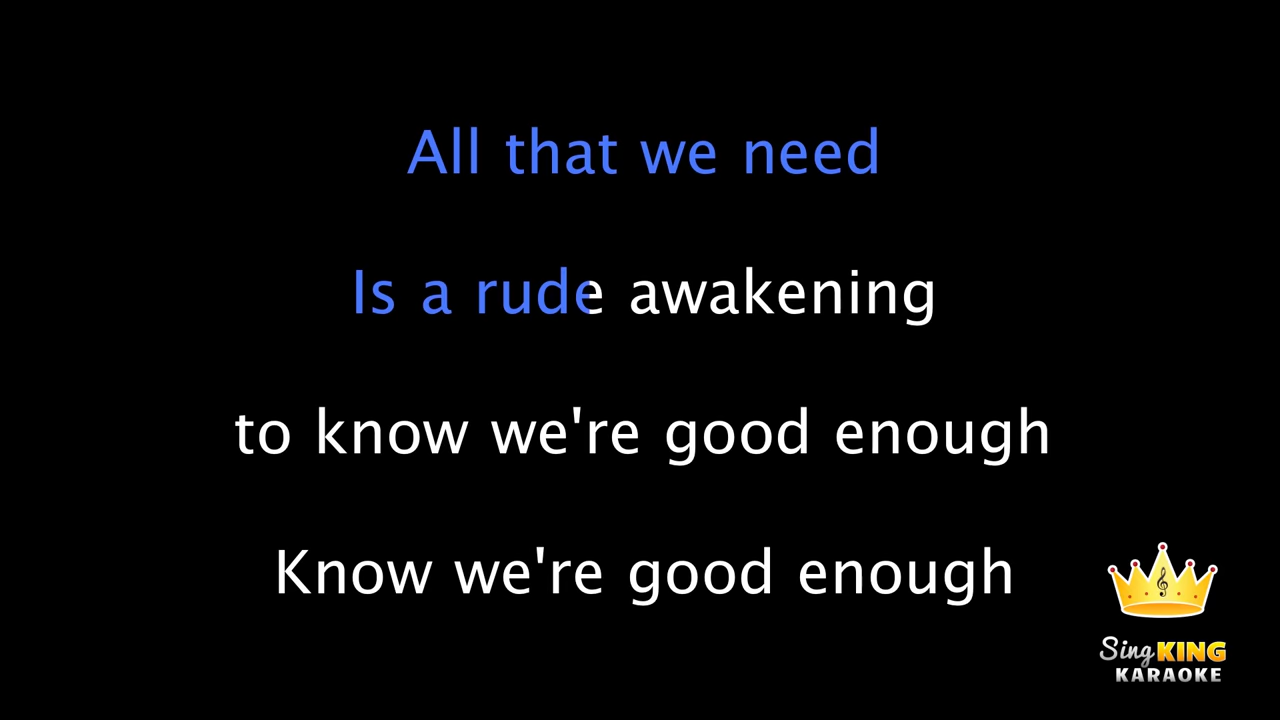 All that we need
Is a rude awakening
to know we're good enough
Know we're good enough
Sing KING
KARAOKE